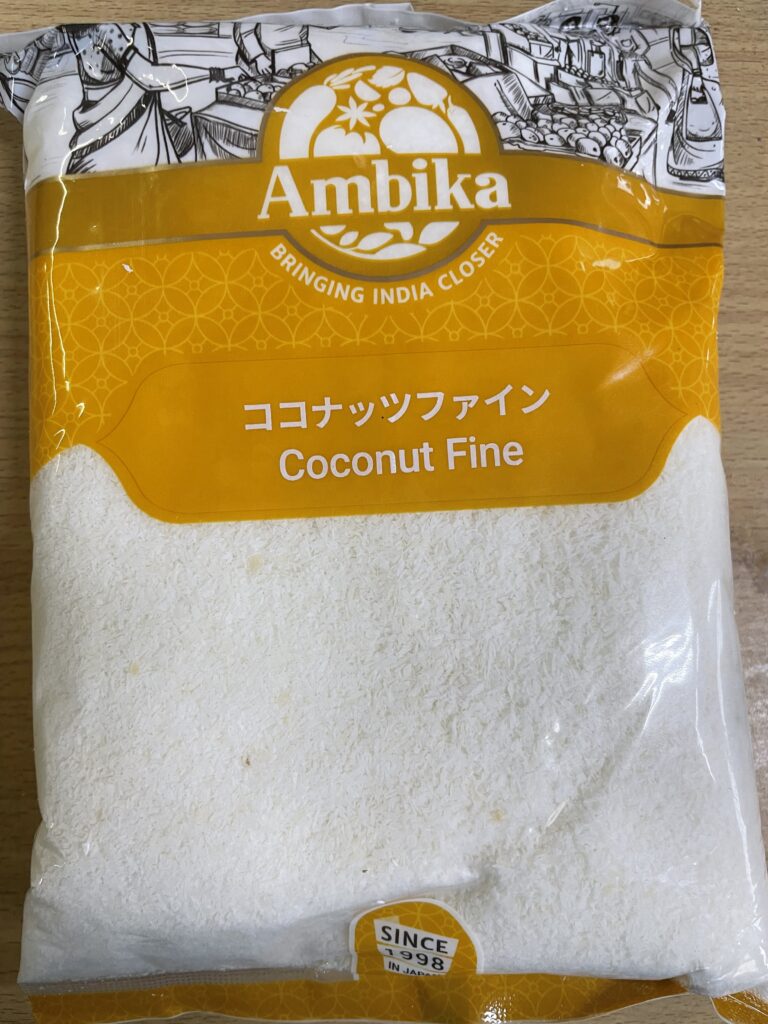 Ambika
BRINGING INDIA CLOSER
ココナッツファイン
Coconut Fine
SINCE
1998
IN JAPAN